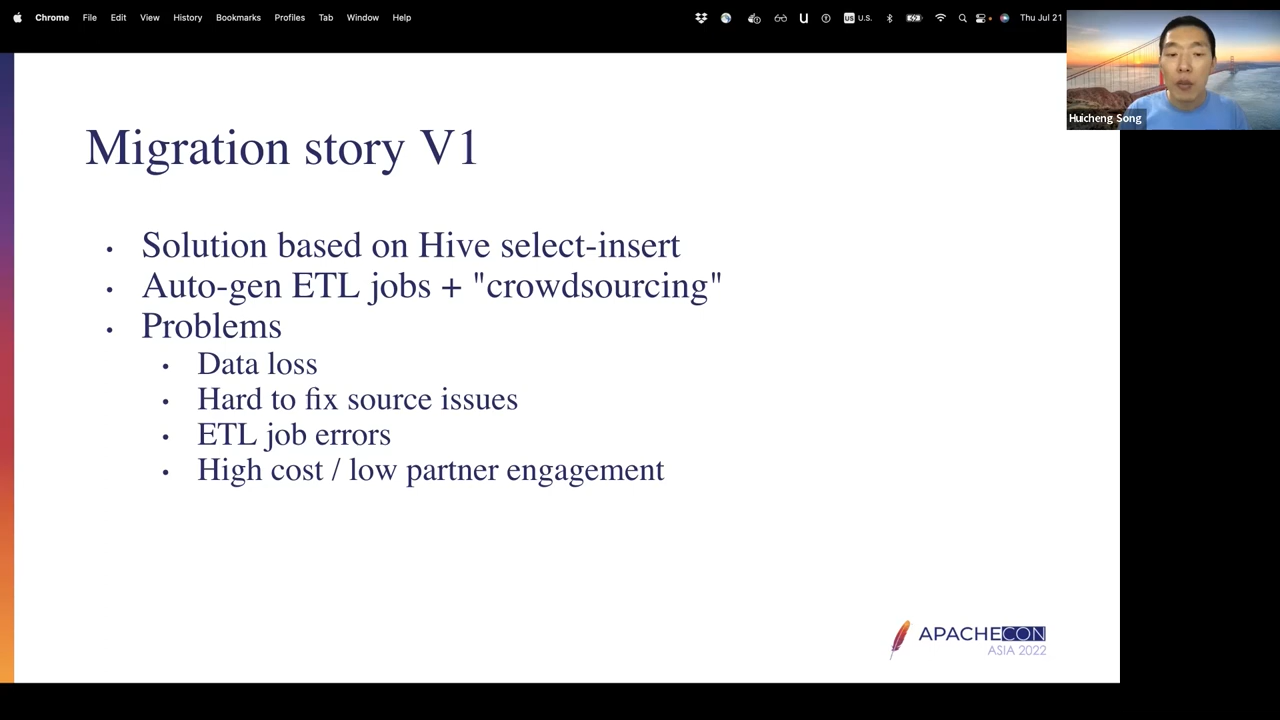 Chrome File Edit View History Bookmarks Profiles Tab Window Help U US U.S. Thu Jul 21
Huicheng Song
Migration story V1
• Solution based on Hive select-insert
• Auto-gen ETL jobs + "crowdsourcing"
• Problems
• Data loss
• Hard to fix source issues
• ETL job errors
• High cost / low partner engagement
APACHECON
ASIA 2022